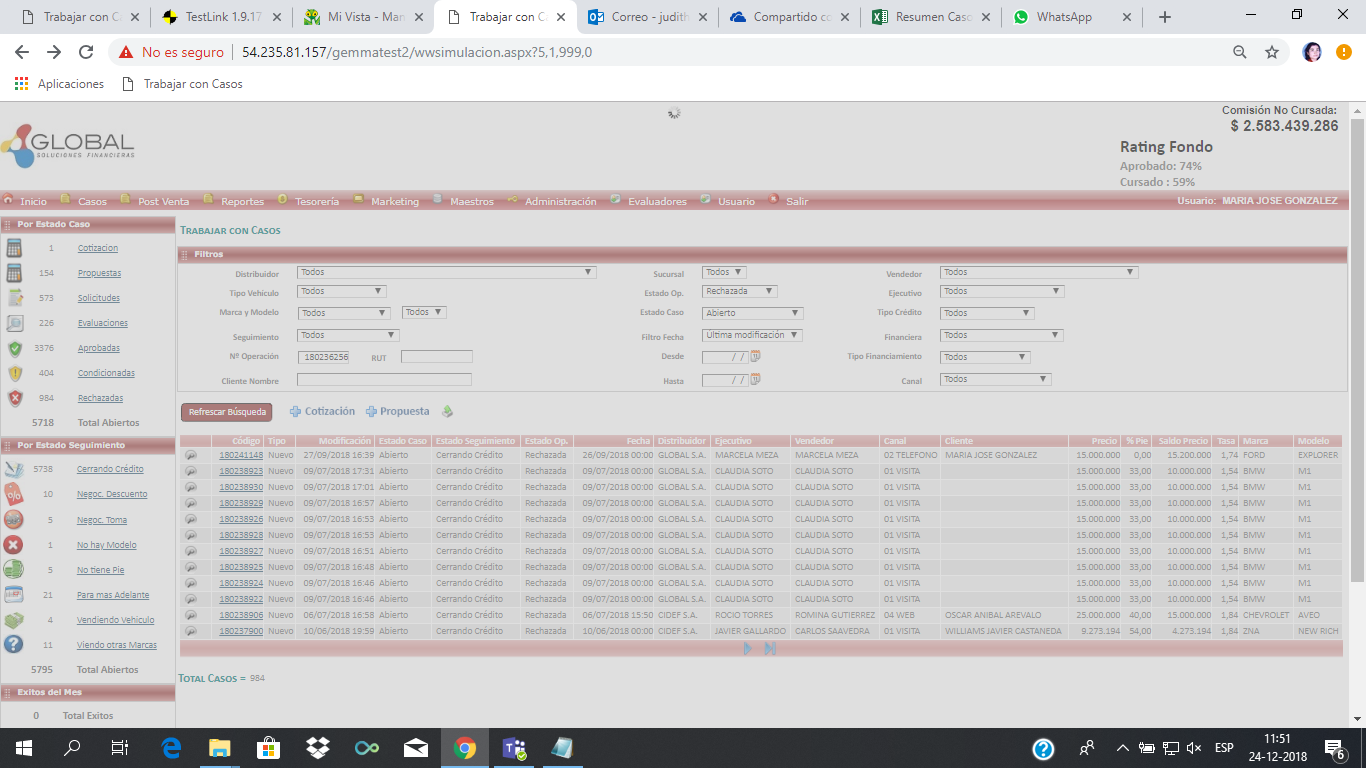 Trabajar con C
TestLink 1.9.17
Mi Vista - Man
Trabajar con Ca
Correo - judith
Compartido co
Resumen Caso
WhatsApp
No es seguro
54.235.81.157/gemmatest2/wwsimulacion.aspx?5,1,999,0
Aplicaciones
Trabajar con Casos
GLOBAL
SOLUCIONES FINANCIERAS
Comisión No Cursada:
$ 2.583.439.286
Rating Fondo
Aprobado: 74%
Cursado : 59%
Inicio Casos Post Venta Reportes Tesorería Marketing Maestros Administración Evaluadores Usuario Salir
Usuario: MARIA JOSE GONZALEZ
Por Estado Caso
1 Cotizacion
154 Propuestas
573 Solicitudes
226 Evaluaciones
3376 Aprobadas
404 Condicionadas
984 Rechazadas
5718 Total Abiertos
Por Estado Seguimiento
5738 Cerrando Crédito
10 Negoc. Descuento
5 Negoc. Toma
1 No hay Modelo
5 No tiene Pie
21 Para mas Adelante
4 Vendiendo Vehículo
11 Viendo otras Marcas
5795 Total Abiertos
Exitos del Mes
0 Total Exitos
TRABAJAR CON CASOS
Filtros
Distribuidor Todos Sucursal Todos Vendedor Todos
Tipo Vehículo Todos Estado Op. Rechazada Ejecutivo Todos
Marca y Modelo Todos Todos Estado Caso Abierto Tipo Crédito Todos
Seguimiento Todos Filtro Fecha Última modificación Financiera Todos
Nº Operación 180236256 RUT Desde / / Tipo Financiamiento Todos
Cliente Nombre Hasta / / Canal Todos
Refrescar Búsqueda Cotización Propuesta
Código Tipo Modificación Estado Caso Estado Seguimiento Estado Op. Fecha Distribuidor Ejecutivo Vendedor Canal Cliente Precio % Pie Saldo Precio Tasa Marca Modelo
180241148 Nuevo 27/09/2018 16:39 Abierto Cerrando Crédito Rechazada 26/09/2018 00:00 GLOBAL S.A. MARCELA MEZA MARCELA MEZA 02 TELEFONO MARIA JOSE GONZALEZ 15.000.000 0,00 15.200.000 1,74 FORD EXPLORER
180238923 Nuevo 09/07/2018 17:31 Abierto Cerrando Crédito Rechazada 09/07/2018 00:00 GLOBAL S.A. CLAUDIA SOTO CLAUDIA SOTO 01 VISITA 15.000.000 33,00 10.000.000 1,54 BMW M1
180238930 Nuevo 09/07/2018 17:01 Abierto Cerrando Crédito Rechazada 09/07/2018 00:00 GLOBAL S.A. CLAUDIA SOTO CLAUDIA SOTO 01 VISITA 15.000.000 33,00 10.000.000 1,54 BMW M1
180238929 Nuevo 09/07/2018 16:57 Abierto Cerrando Crédito Rechazada 09/07/2018 00:00 GLOBAL S.A. CLAUDIA SOTO CLAUDIA SOTO 01 VISITA 15.000.000 33,00 10.000.000 1,54 BMW M1
180238926 Nuevo 09/07/2018 16:53 Abierto Cerrando Crédito Rechazada 09/07/2018 00:00 GLOBAL S.A. CLAUDIA SOTO CLAUDIA SOTO 01 VISITA 15.000.000 33,00 10.000.000 1,54 BMW M1
180238928 Nuevo 09/07/2018 16:53 Abierto Cerrando Crédito Rechazada 09/07/2018 00:00 GLOBAL S.A. CLAUDIA SOTO CLAUDIA SOTO 01 VISITA 15.000.000 33,00 10.000.000 1,54 BMW M1
180238927 Nuevo 09/07/2018 16:51 Abierto Cerrando Crédito Rechazada 09/07/2018 00:00 GLOBAL S.A. CLAUDIA SOTO CLAUDIA SOTO 01 VISITA 15.000.000 33,00 10.000.000 1,54 BMW M1
180238925 Nuevo 09/07/2018 16:48 Abierto Cerrando Crédito Rechazada 09/07/2018 00:00 GLOBAL S.A. CLAUDIA SOTO CLAUDIA SOTO 01 VISITA 15.000.000 33,00 10.000.000 1,54 BMW M1
180238924 Nuevo 09/07/2018 16:46 Abierto Cerrando Crédito Rechazada 09/07/2018 00:00 GLOBAL S.A. CLAUDIA SOTO CLAUDIA SOTO 01 VISITA 15.000.000 33,00 10.000.000 1,54 BMW M1
180238922 Nuevo 09/07/2018 16:46 Abierto Cerrando Crédito Rechazada 09/07/2018 00:00 GLOBAL S.A. CLAUDIA SOTO CLAUDIA SOTO 01 VISITA 15.000.000 33,00 10.000.000 1,54 BMW M1
180238906 Nuevo 06/07/2018 16:58 Abierto Cerrando Crédito Rechazada 06/07/2018 15:50 CIDEF S.A. ROCIO TORRES ROMINA GUTIERREZ 04 WEB OSCAR ANIBAL AREVALO 25.000.000 40,00 15.000.000 1,84 CHEVROLET AVEO
180237900 Nuevo 10/06/2018 19:59 Abierto Cerrando Crédito Rechazada 10/06/2018 00:00 CIDEF S.A. JAVIER GALLARDO CARLOS SAAVEDRA 01 VISITA WILLIAMS JAVIER CASTANEDA 9.273.194 54,00 4.273.194 1,84 ZNA NEW RICH
TOTAL CASOS = 984
ESP
11:51
24-12-2018
6